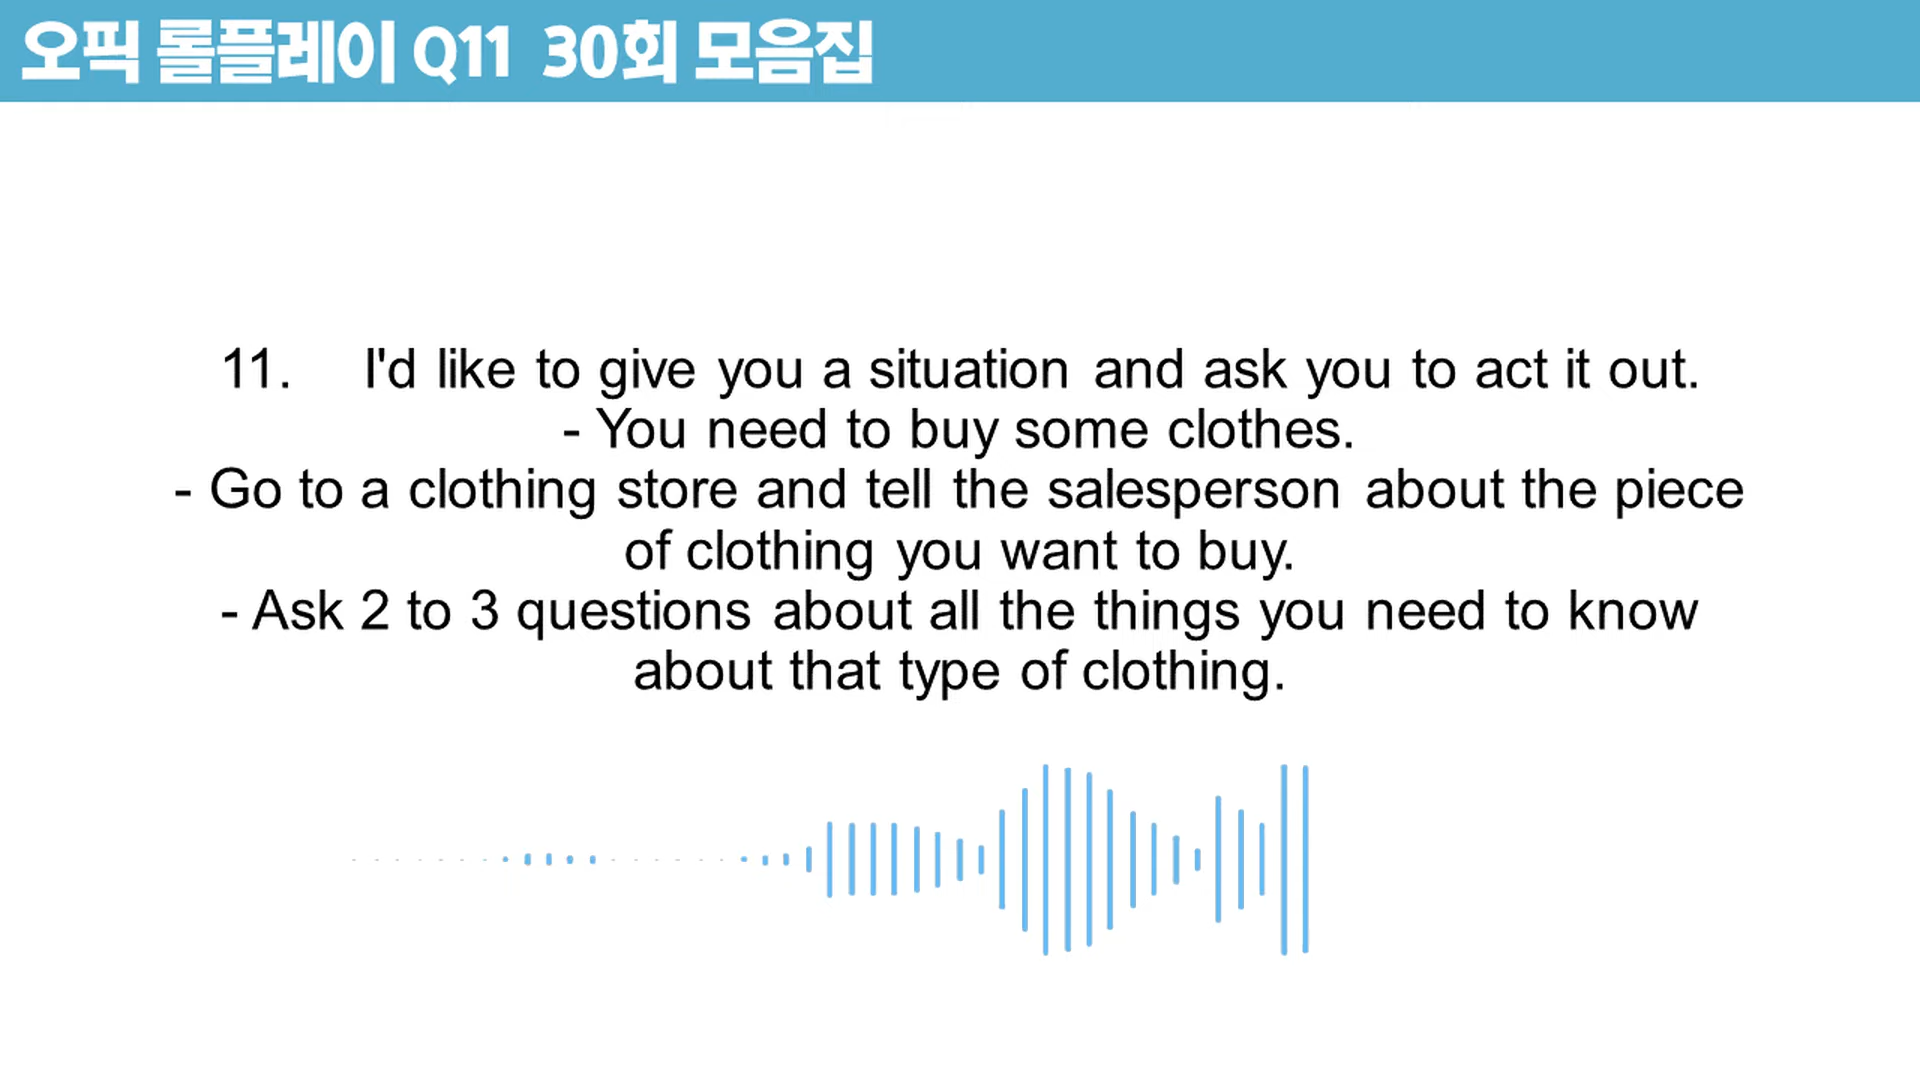 오픽 롤플레이 Q11 30회 모음집
11. I'd like to give you a situation and ask you to act it out.
- You need to buy some clothes.
- Go to a clothing store and tell the salesperson about the piece
of clothing you want to buy.
- Ask 2 to 3 questions about all the things you need to know
about that type of clothing.